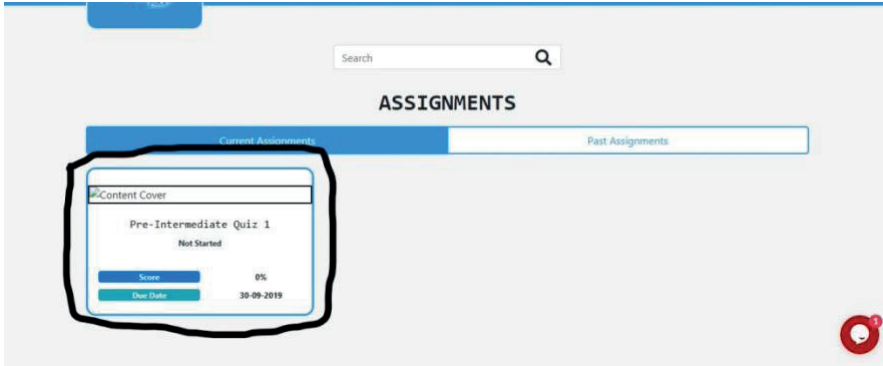 Search
ASSIGNMENTS
Current Assignments Past Assignments
Content Cover
Pre-Intermediate Quiz 1
Not Started
Score 0%
Due Date 30-09-2019
1